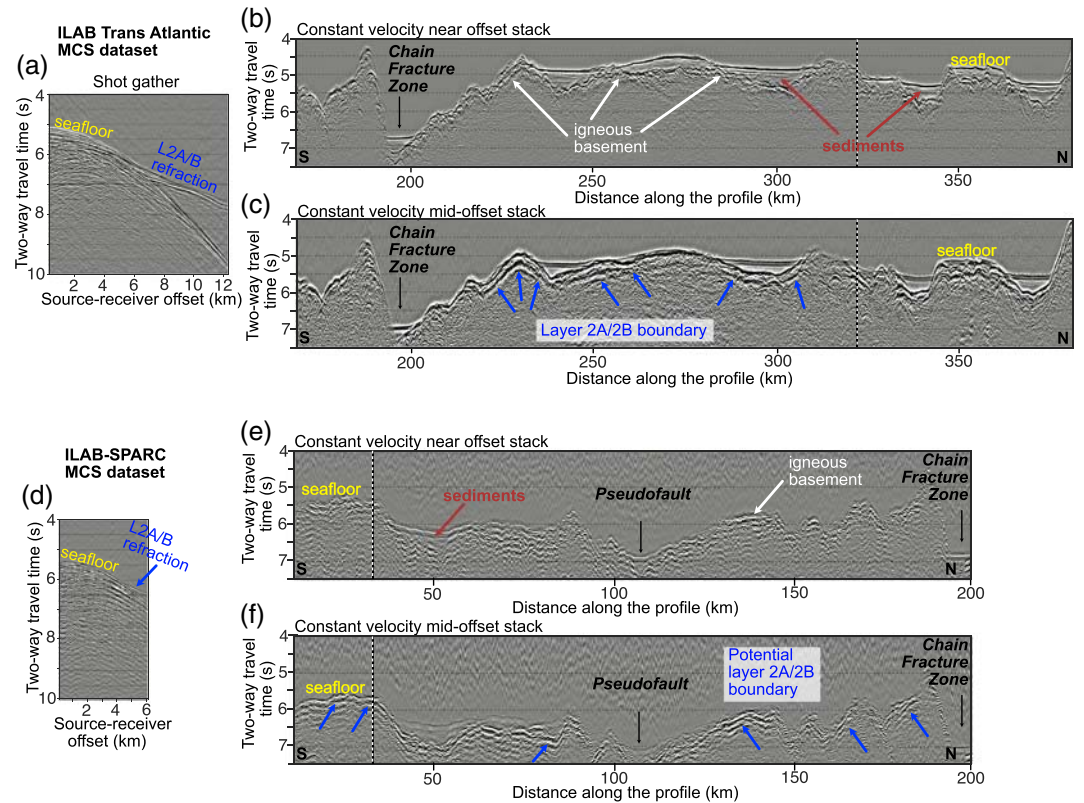 ILAB Trans Atlantic
MCS dataset
(a)
Shot gather
Two-way travel time (s)
4
6
8
10
seafloor
L2A/B
refraction
2 4 6 8 10 12
Source-receiver offset (km)
(b)
Constant velocity near offset stack
Two-way travel
time (s)
4
5
6
7
Chain
Fracture
Zone
igneous
basement
sediments
seafloor
S
N
200 250 300 350
Distance along the profile (km)
(c)
Constant velocity mid-offset stack
Two-way travel
time (s)
4
5
6
7
Chain
Fracture
Zone
Layer 2A/2B boundary
seafloor
S
N
200 250 300 350
Distance along the profile (km)
ILAB-SPARC
MCS dataset
(d)
Two-way travel time (s)
4
6
8
10
L2A/B
refraction
seafloor
2 4 6
Source-receiver
offset (km)
(e)
Constant velocity near offset stack
Two-way travel
time (s)
4
5
6
7
seafloor
sediments
Pseudofault
igneous
basement
Chain
Fracture
Zone
S
N
50 100 150 200
Distance along the profile (km)
(f)
Constant velocity mid-offset stack
Two-way travel
time (s)
4
5
6
7
seafloor
Pseudofault
Potential
layer 2A/2B
boundary
Chain
Fracture
Zone
S
N
50 100 150 200
Distance along the profile (km)